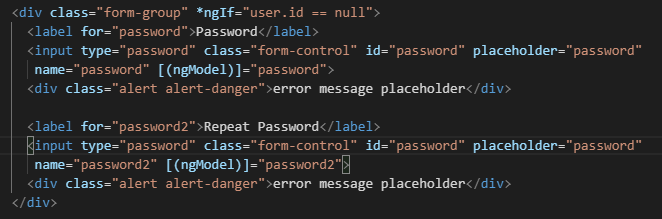 <div class="form-group" *ngIf="user.id == null">
<label for="password">Password</label>
<input type="password" class="form-control" id="password" placeholder="password"
name="password" [(ngModel)]="password">
<div class="alert alert-danger">error message placeholder</div>
<label for="password2">Repeat Password</label>
<input type="password" class="form-control" id="password" placeholder="password"
name="password2" [(ngModel)]="password2">
<div class="alert alert-danger">error message placeholder</div>
</div>